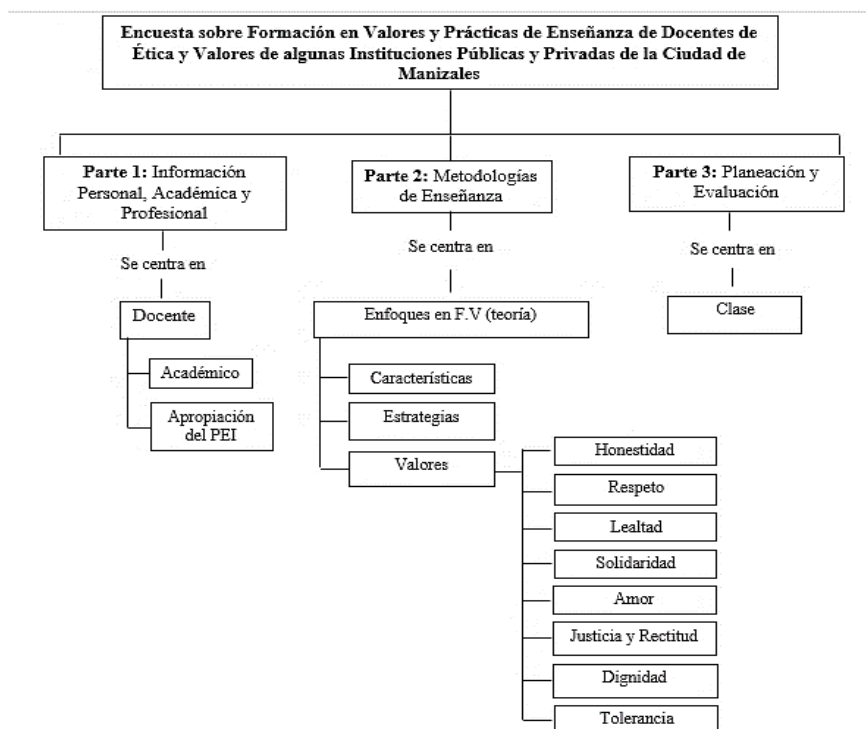 Encuesta sobre Formación en Valores y Prácticas de Enseñanza de Docentes de
Ética y Valores de algunas Instituciones Públicas y Privadas de la Ciudad de
Manizales
Parte 1: Información
Personal, Académica y
Profesional
Se centra en
Docente
Académico
Apropiación
del PEI
Parte 2: Metodologías
de Enseñanza
Se centra en
Enfoques en F.V (teoría)
Características
Estrategias
Valores
Honestidad
Respeto
Lealtad
Solidaridad
Amor
Justicia y Rectitud
Dignidad
Tolerancia
Parte 3: Planeación y
Evaluación
Se centra en
Clase